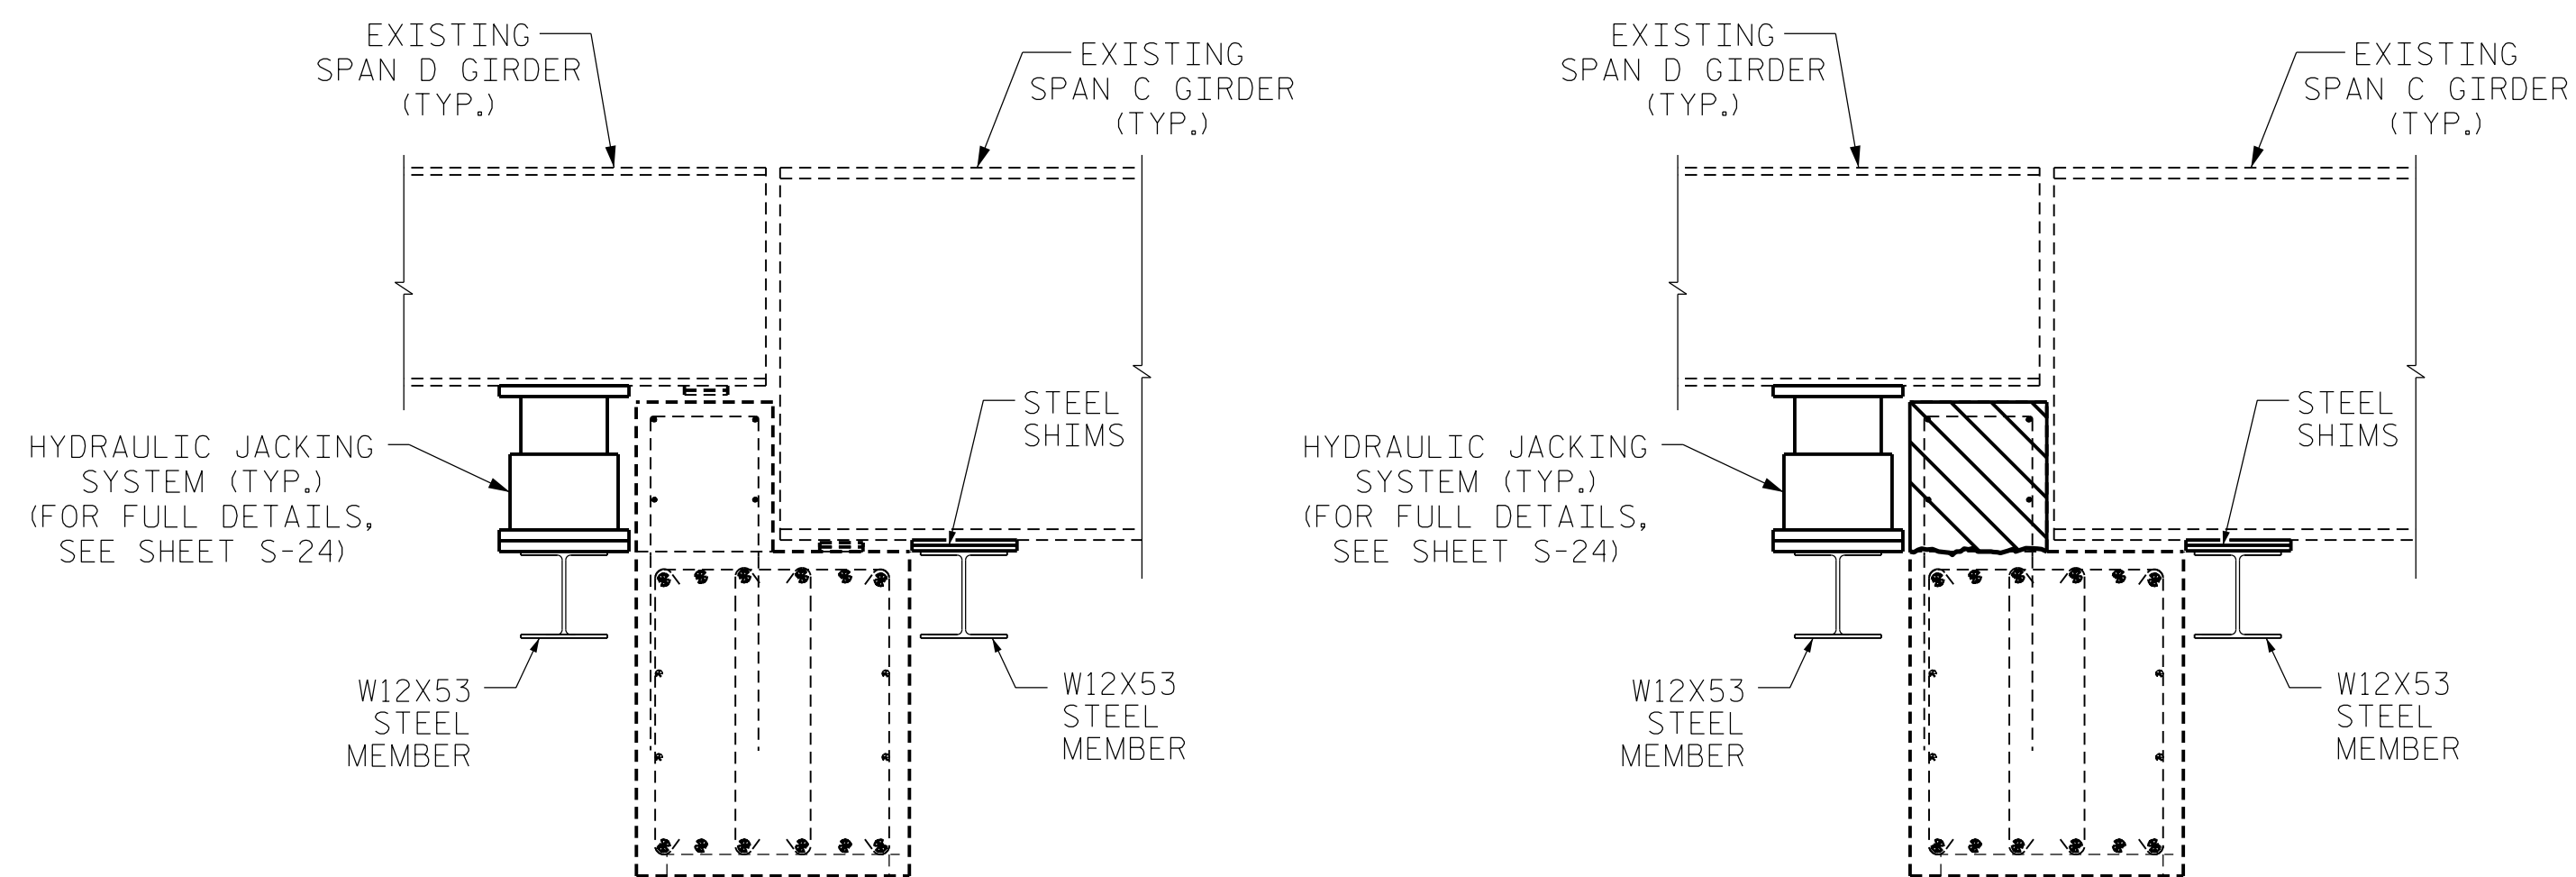 EXISTING
SPAN D GIRDER
(TYP.)
EXISTING
SPAN C GIRDER
(TYP.)
STEEL
SHIMS
HYDRAULIC JACKING
SYSTEM (TYP.)
(FOR FULL DETAILS,
SEE SHEET S-24)
W12X53
STEEL
MEMBER
W12X53
STEEL
MEMBER
EXISTING
SPAN D GIRDER
(TYP.)
EXISTING
SPAN C GIRDER
(TYP.)
STEEL
SHIMS
HYDRAULIC JACKING
SYSTEM (TYP.)
(FOR FULL DETAILS,
SEE SHEET S-24)
W12X53
STEEL
MEMBER
W12X53
STEEL
MEMBER